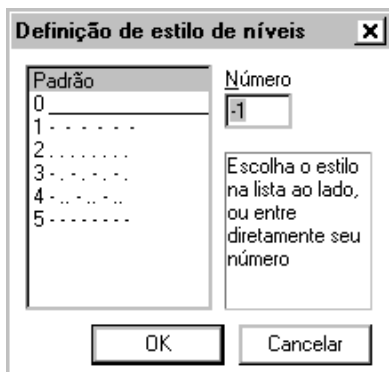 Definição de estilo de níveis
Padrão
0
1 - - - - - -
2 . . . . . . . .
3 - . - . - . - .
4 - .. - .. - ..
5 - - - - - - - -
Número
-1
Escolha o estilo
na lista ao lado,
ou entre
diretamente seu
número
OK
Cancelar